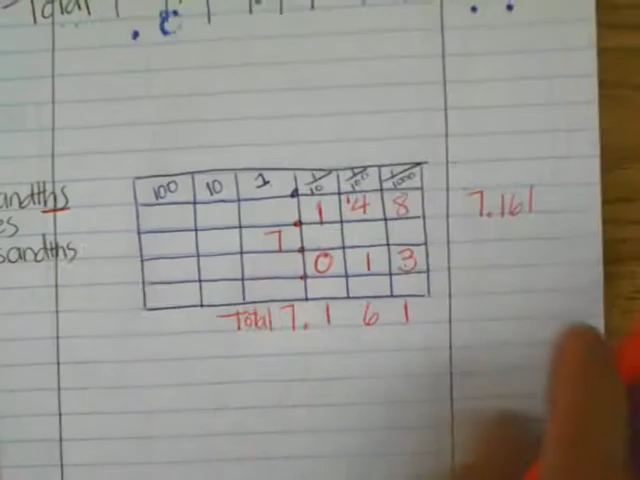 Total
100 10 1 . 1/10 1/100 1/1000
andths . 1 4 8 7.161
es 7.
sandths . 0 1 3
Total 7. 1 6 1